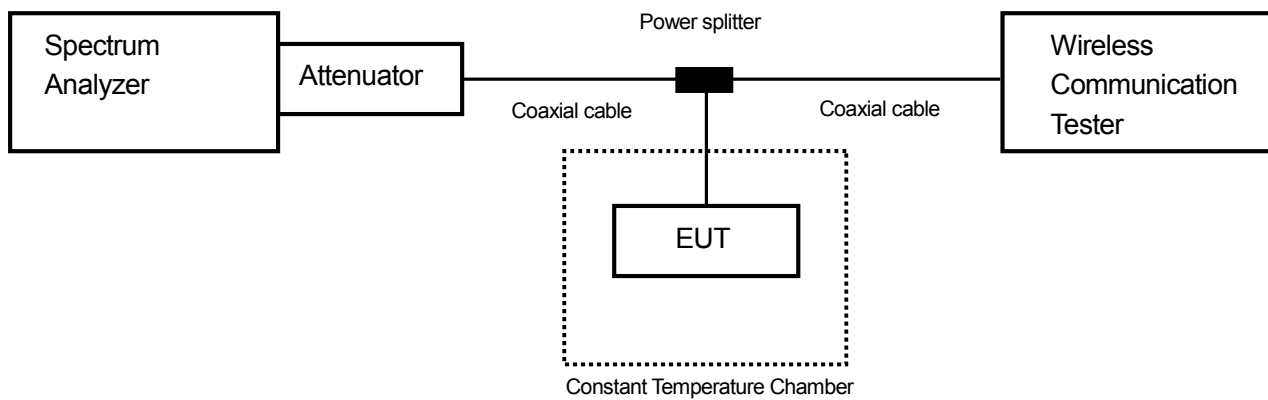 Power splitter
Spectrum
Analyzer
Attenuator
Wireless
Communication
Tester
Coaxial cable
Coaxial cable
EUT
Constant Temperature Chamber